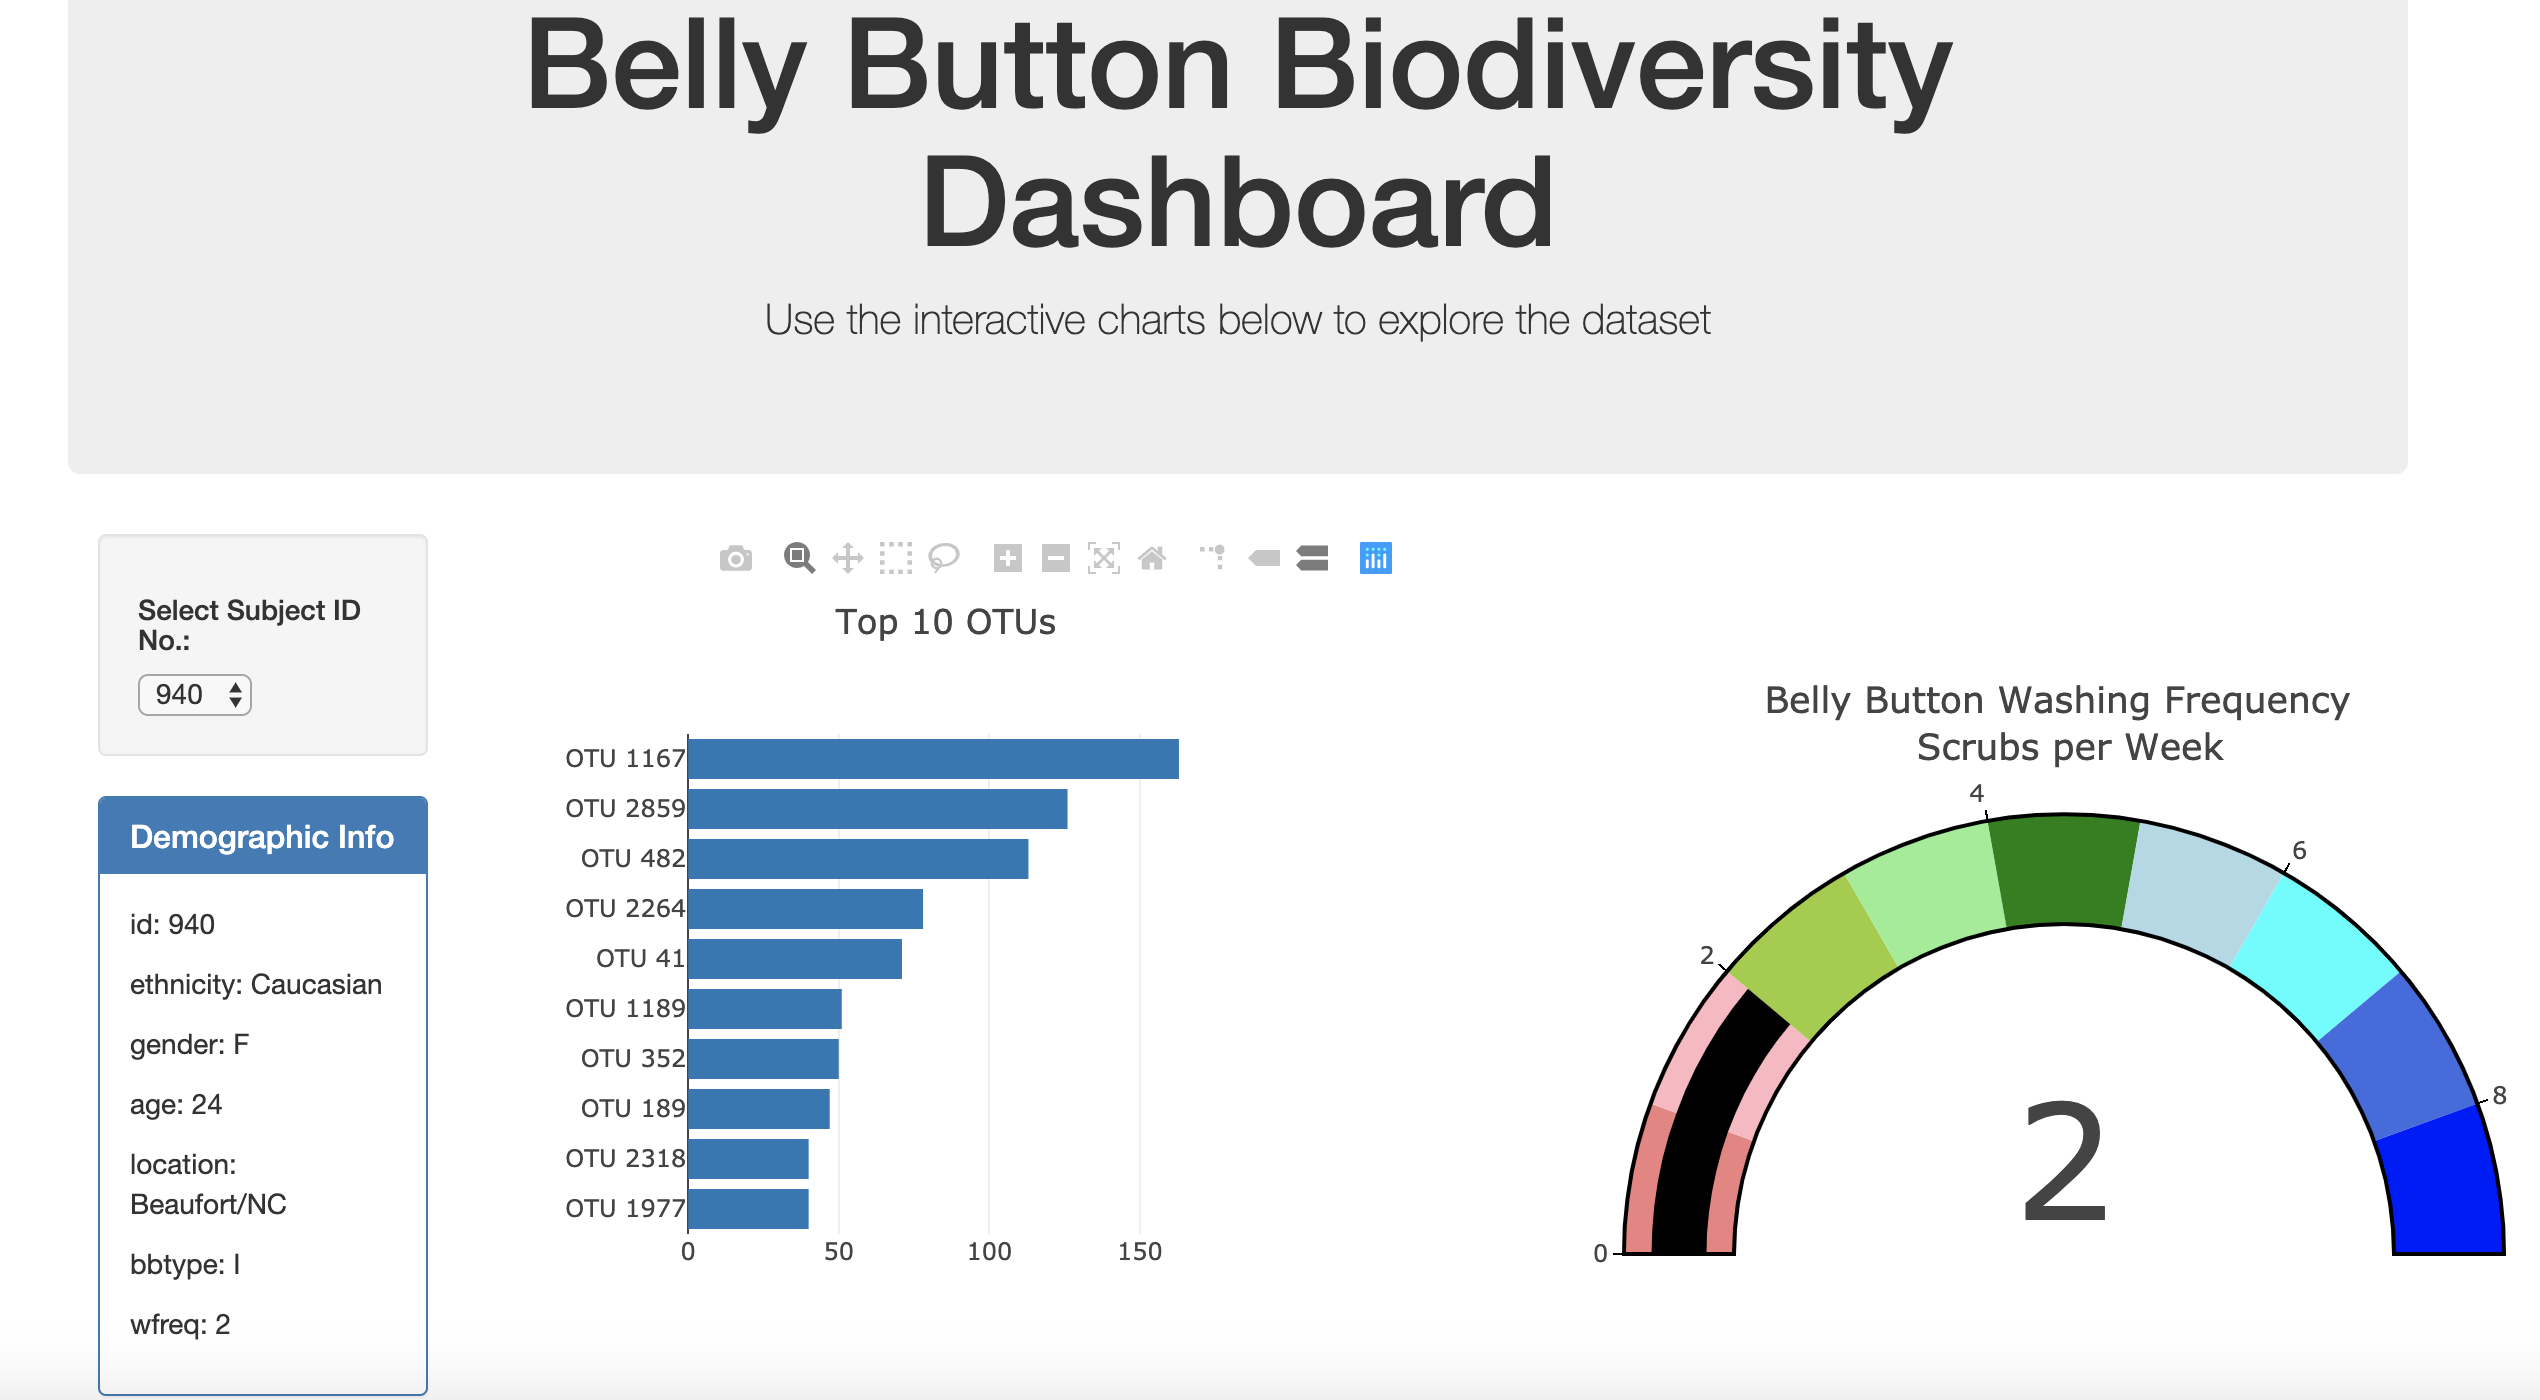 Belly Button Biodiversity
Dashboard
Use the interactive charts below to explore the dataset
Select Subject ID
No.:
940
Demographic Info
id: 940
ethnicity: Caucasian
gender: F
age: 24
location:
Beaufort/NC
bbtype: I
wfreq: 2
Top 10 OTUs
OTU 1167
OTU 2859
OTU 482
OTU 2264
OTU 41
OTU 1189
OTU 352
OTU 189
OTU 2318
OTU 1977
0 50 100 150
Belly Button Washing Frequency
Scrubs per Week
0
2
4
6
8
2